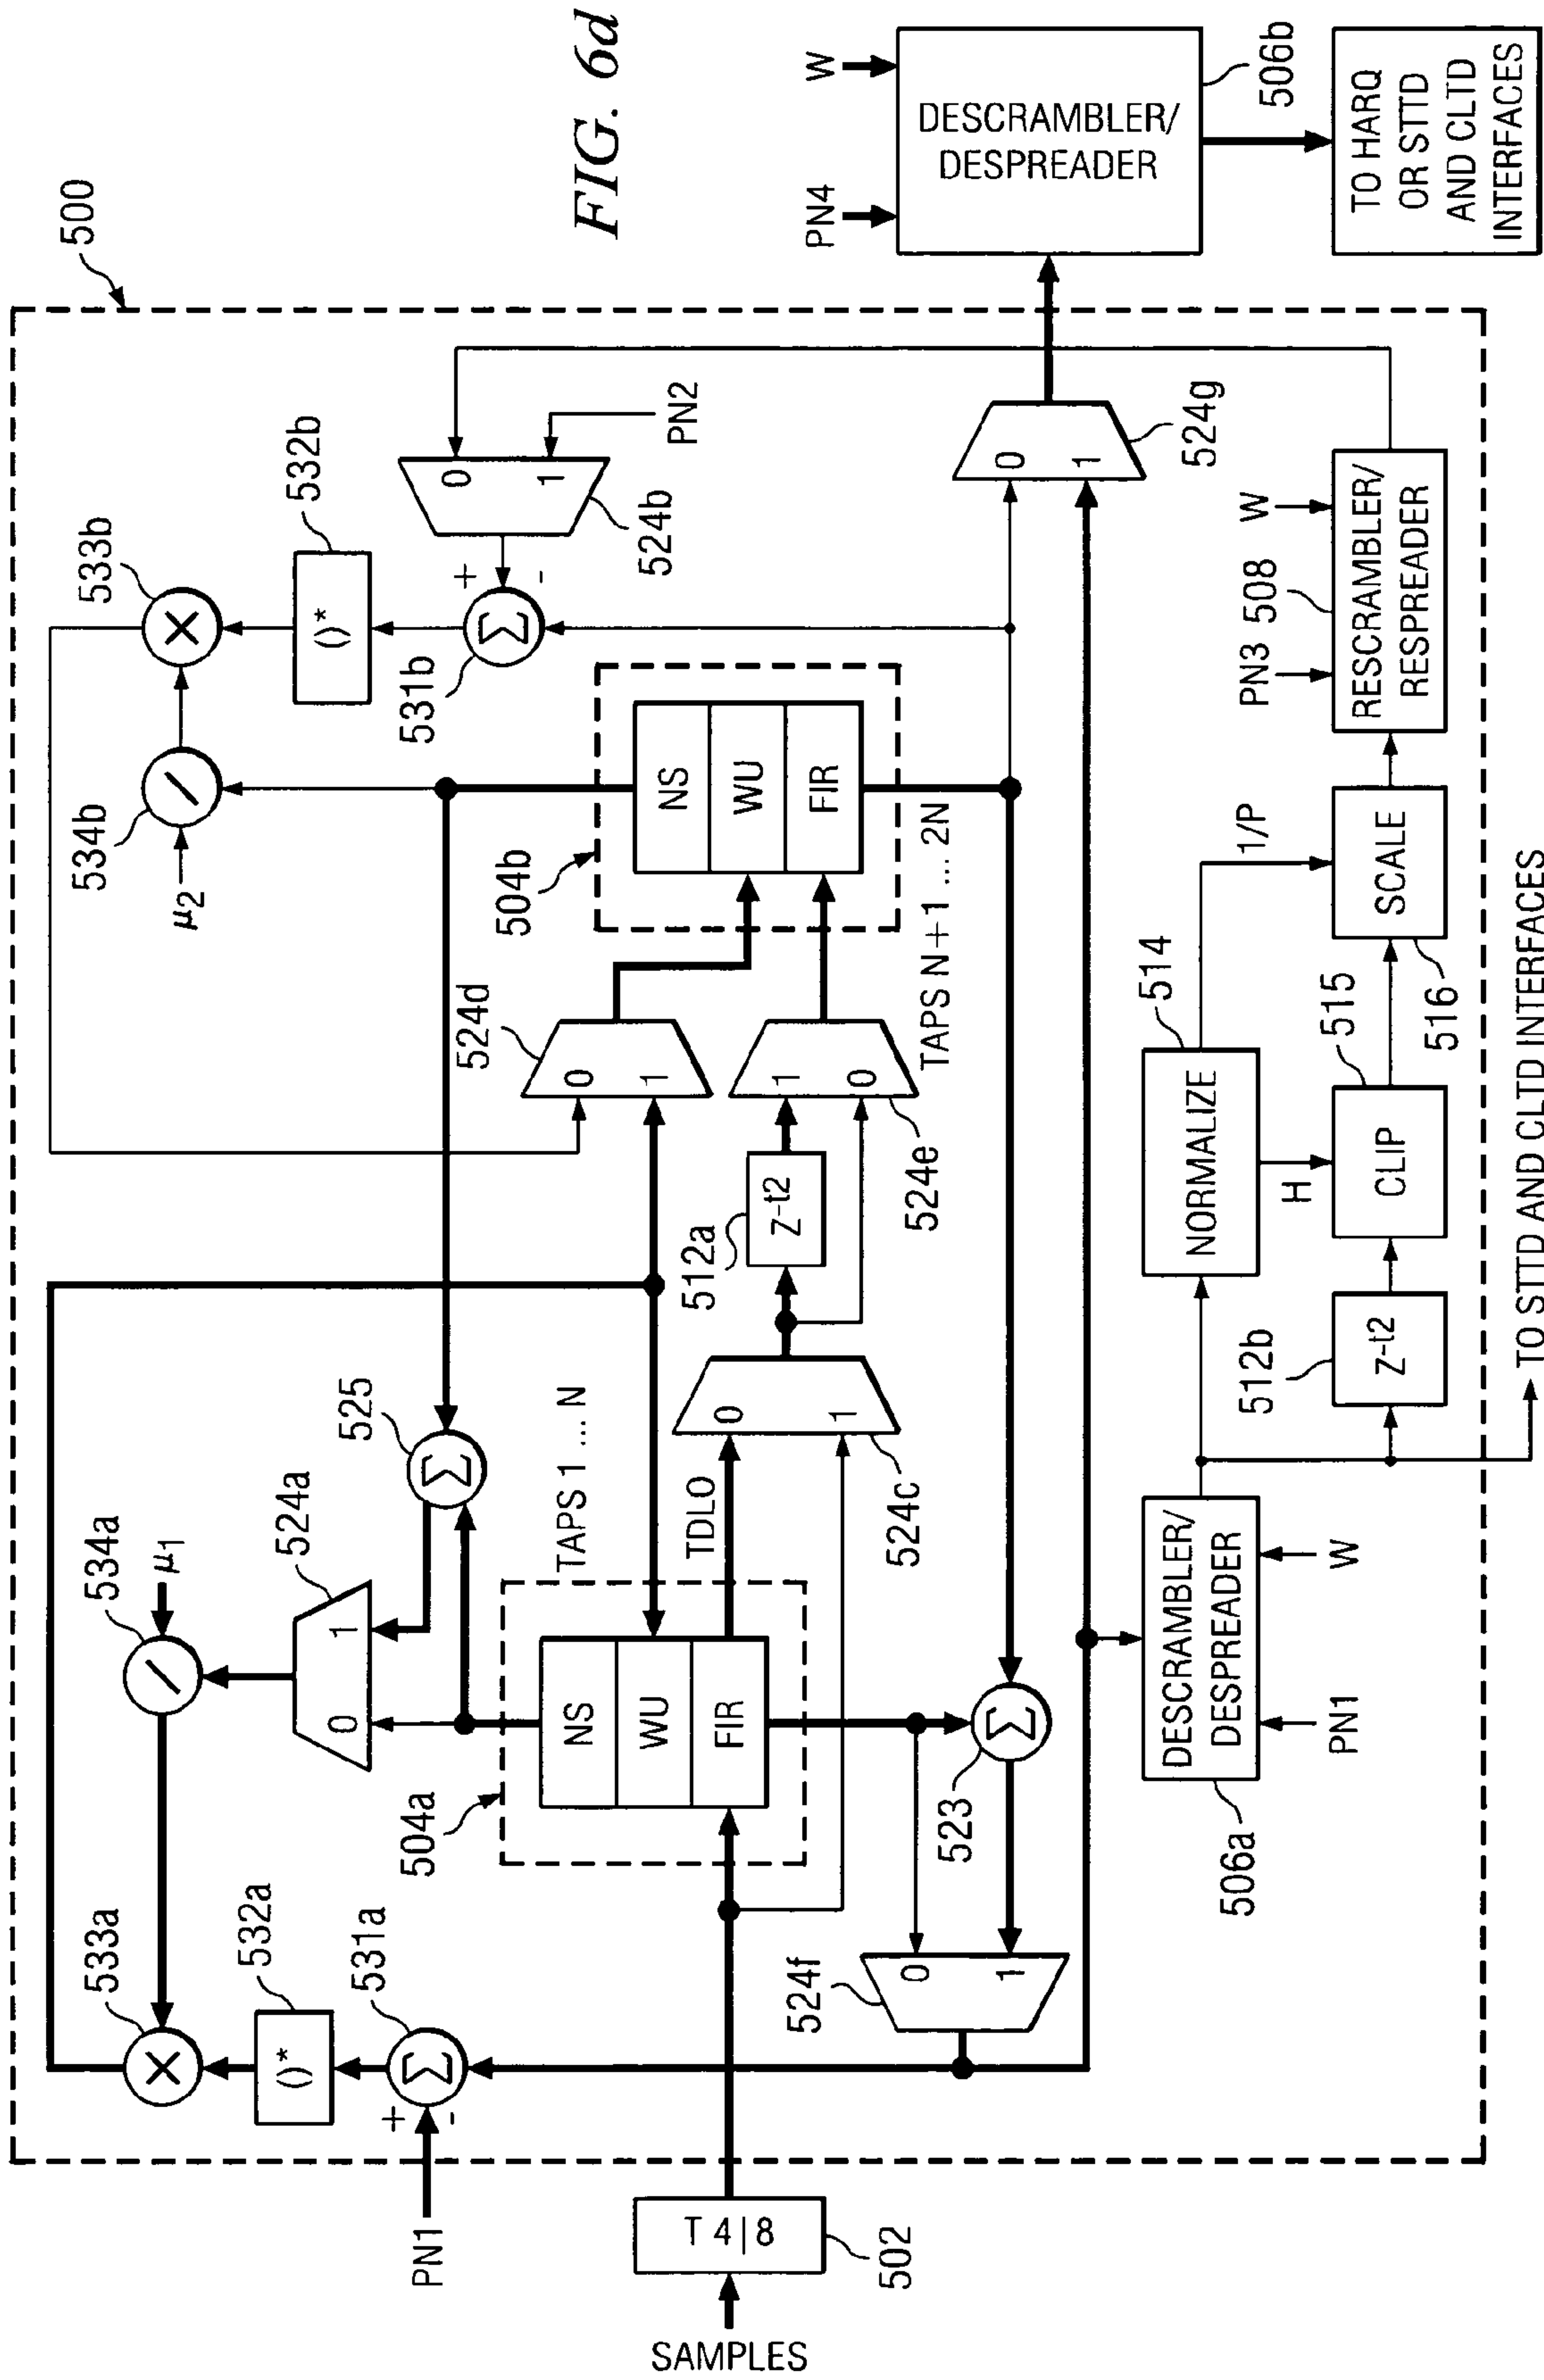 FIG. 6d
500
533a
534a
µ1
524a
525
534b
µ2
533b
532b
()*
0
1
524b
PN2
532a
()*
531a
Σ
+
-
PN1
0
1
Σ
531b
Σ
+
-
504a
NS
WU
FIR
TAPS 1 ... N
TDLO
524d
0
1
504b
NS
WU
FIR
TAPS N+1 ... 2N
512a
Z-t2
1
0
524e
0
1
524c
SAMPLES
T 4|8
502
524f
0
1
523
Σ
0
1
524g
PN4
W
DESCRAMBLER/
DESPREADER
506b
TO HARQ
OR STTD
AND CLTD
INTERFACES
506a
DESCRAMBLER/
DESPREADER
PN1
W
512b
Z-t2
514
NORMALIZE
H
1/P
515
CLIP
516
SCALE
PN3
508
W
RESCRAMBLER/
RESPREADER
TO STTD AND CLTD INTERFACES